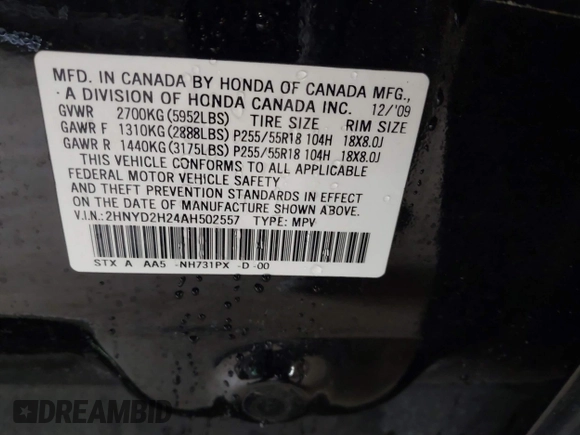 MFD. IN CANADA BY HONDA OF CANADA MFG.,
A DIVISION OF HONDA CANADA INC. 12/'09
GVWR 2700KG(5952LBS) TIRE SIZE RIM SIZE
GAWR F 1310KG(2888LBS) P255/55R18 104H 18X8.0J
GAWR R 1440KG(3175LBS) P255/55R18 104H 18X8.0J
THIS VEHICLE CONFORMS TO ALL APPLICABLE
FEDERAL MOTOR VEHICLE SAFETY
AND THEFT PREVENTION STANDARDS IN EFFECT
ON THE DATE OF MANUFACTURE SHOWN ABOVE.
V.I.N.:2HNYD2H24AH502557 TYPE: MPV
STX A AA5 -NH731PX -D -00
DREAMBID